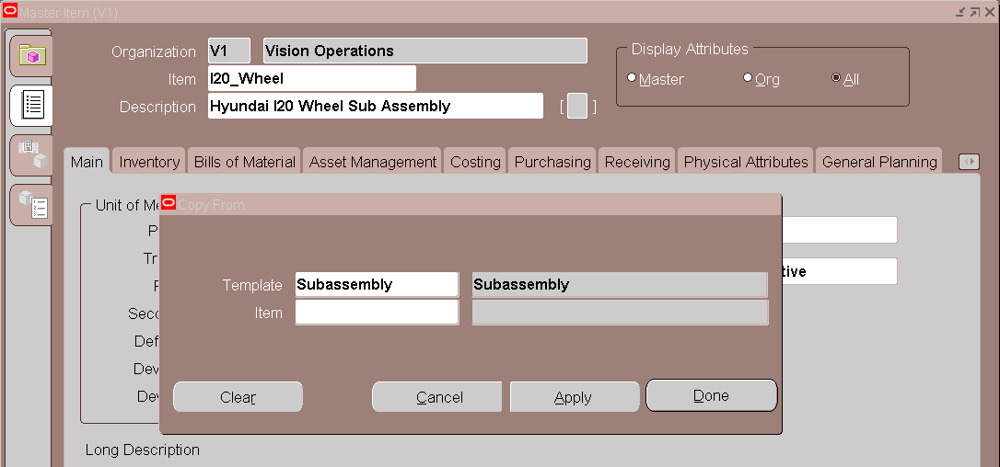 Master Item (V1)
Organization V1 Vision Operations
Item I20_Wheel
Description Hyundai I20 Wheel Sub Assembly [ ]
Display Attributes
Master Org All
Main Inventory Bills of Material Asset Management Costing Purchasing Receiving Physical Attributes General Planning
Unit of Me
Copy From
P
Tr
tive
Template Subassembly Subassembly
Item
Seco
Def
Dev
Dev
Clear Cancel Apply Done
Long Description